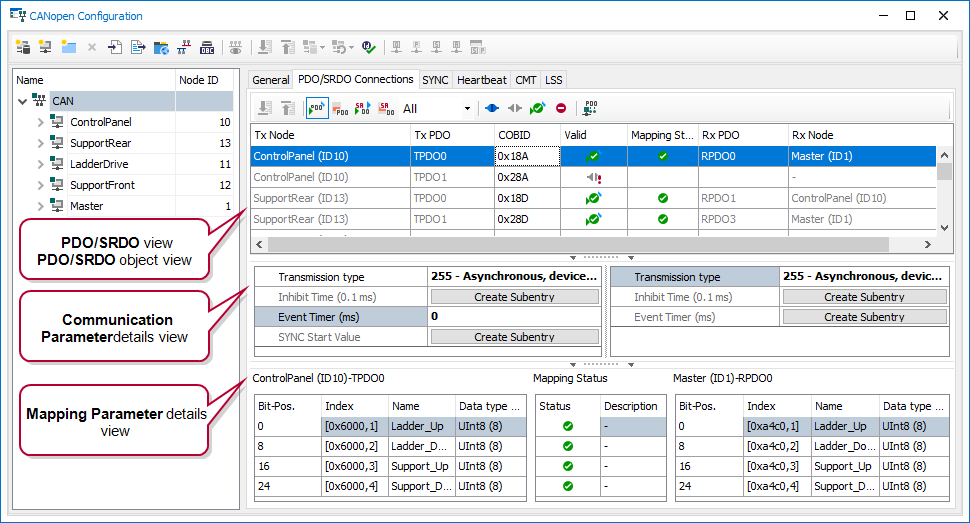 CANopen Configuration
ABC
Name Node ID
CAN
ControlPanel 10
SupportRear 13
LadderDrive 11
SupportFront 12
Master 1
PDO/SRDO view
PDO/SRDO object view
Communication
Parameterdetails view
Mapping Parameter details
view
General PDO/SRDO Connections SYNC Heartbeat CMT LSS
PDO PDO SR DO SR DO All PDO
Tx Node Tx PDO COBID Valid Mapping St... Rx PDO Rx Node
ControlPanel (ID10) TPDO0 0x18A RPDO0 Master (ID1)
ControlPanel (ID10) TPDO1 0x28A -
SupportRear (ID13) TPDO0 0x18D RPDO1 ControlPanel (ID10)
SupportRear (ID13) TPDO1 0x28D RPDO3 Master (ID1)
Transmission type 255 - Asynchronous, device... Transmission type 255 - Asynchronous, devic...
Inhibit Time (0.1 ms) Create Subentry Inhibit Time (0.1 ms) Create Subentry
Event Timer (ms) 0 Event Timer (ms) Create Subentry
SYNC Start Value Create Subentry
ControlPanel (ID10)-TPDO0 Mapping Status Master (ID1)-RPDO0
Bit-Pos. Index Name Data type ... Status Description Bit-Pos. Index Name Data type ...
0 [0x6000,1] Ladder_Up UInt8 (8) - 0 [0xa4c0,1] Ladder_Up UInt8 (8)
8 [0x6000,2] Ladder_Do... UInt8 (8) - 8 [0xa4c0,2] Ladder_Do... UInt8 (8)
16 [0x6000,3] Support_Up UInt8 (8) - 16 [0xa4c0,3] Support_Up UInt8 (8)
24 [0x6000,4] Support_D... UInt8 (8) - 24 [0xa4c0,4] Support_D... UInt8 (8)